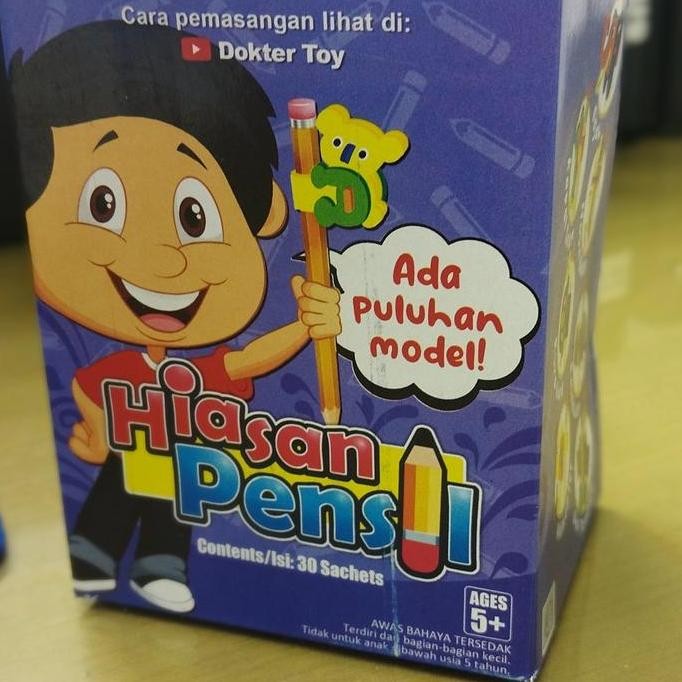 Cara pemasangan lihat di:
Dokter Toy
Ada
puluhan
model!
Hiasan
Pensil
Contents/Isi: 30 Sachets
AGES
5+
AWAS BAHAYA TERSEDAK
Terdiri dari bagian-bagian kecil.
Tidak untuk anak dibawah usia 5 tahun.